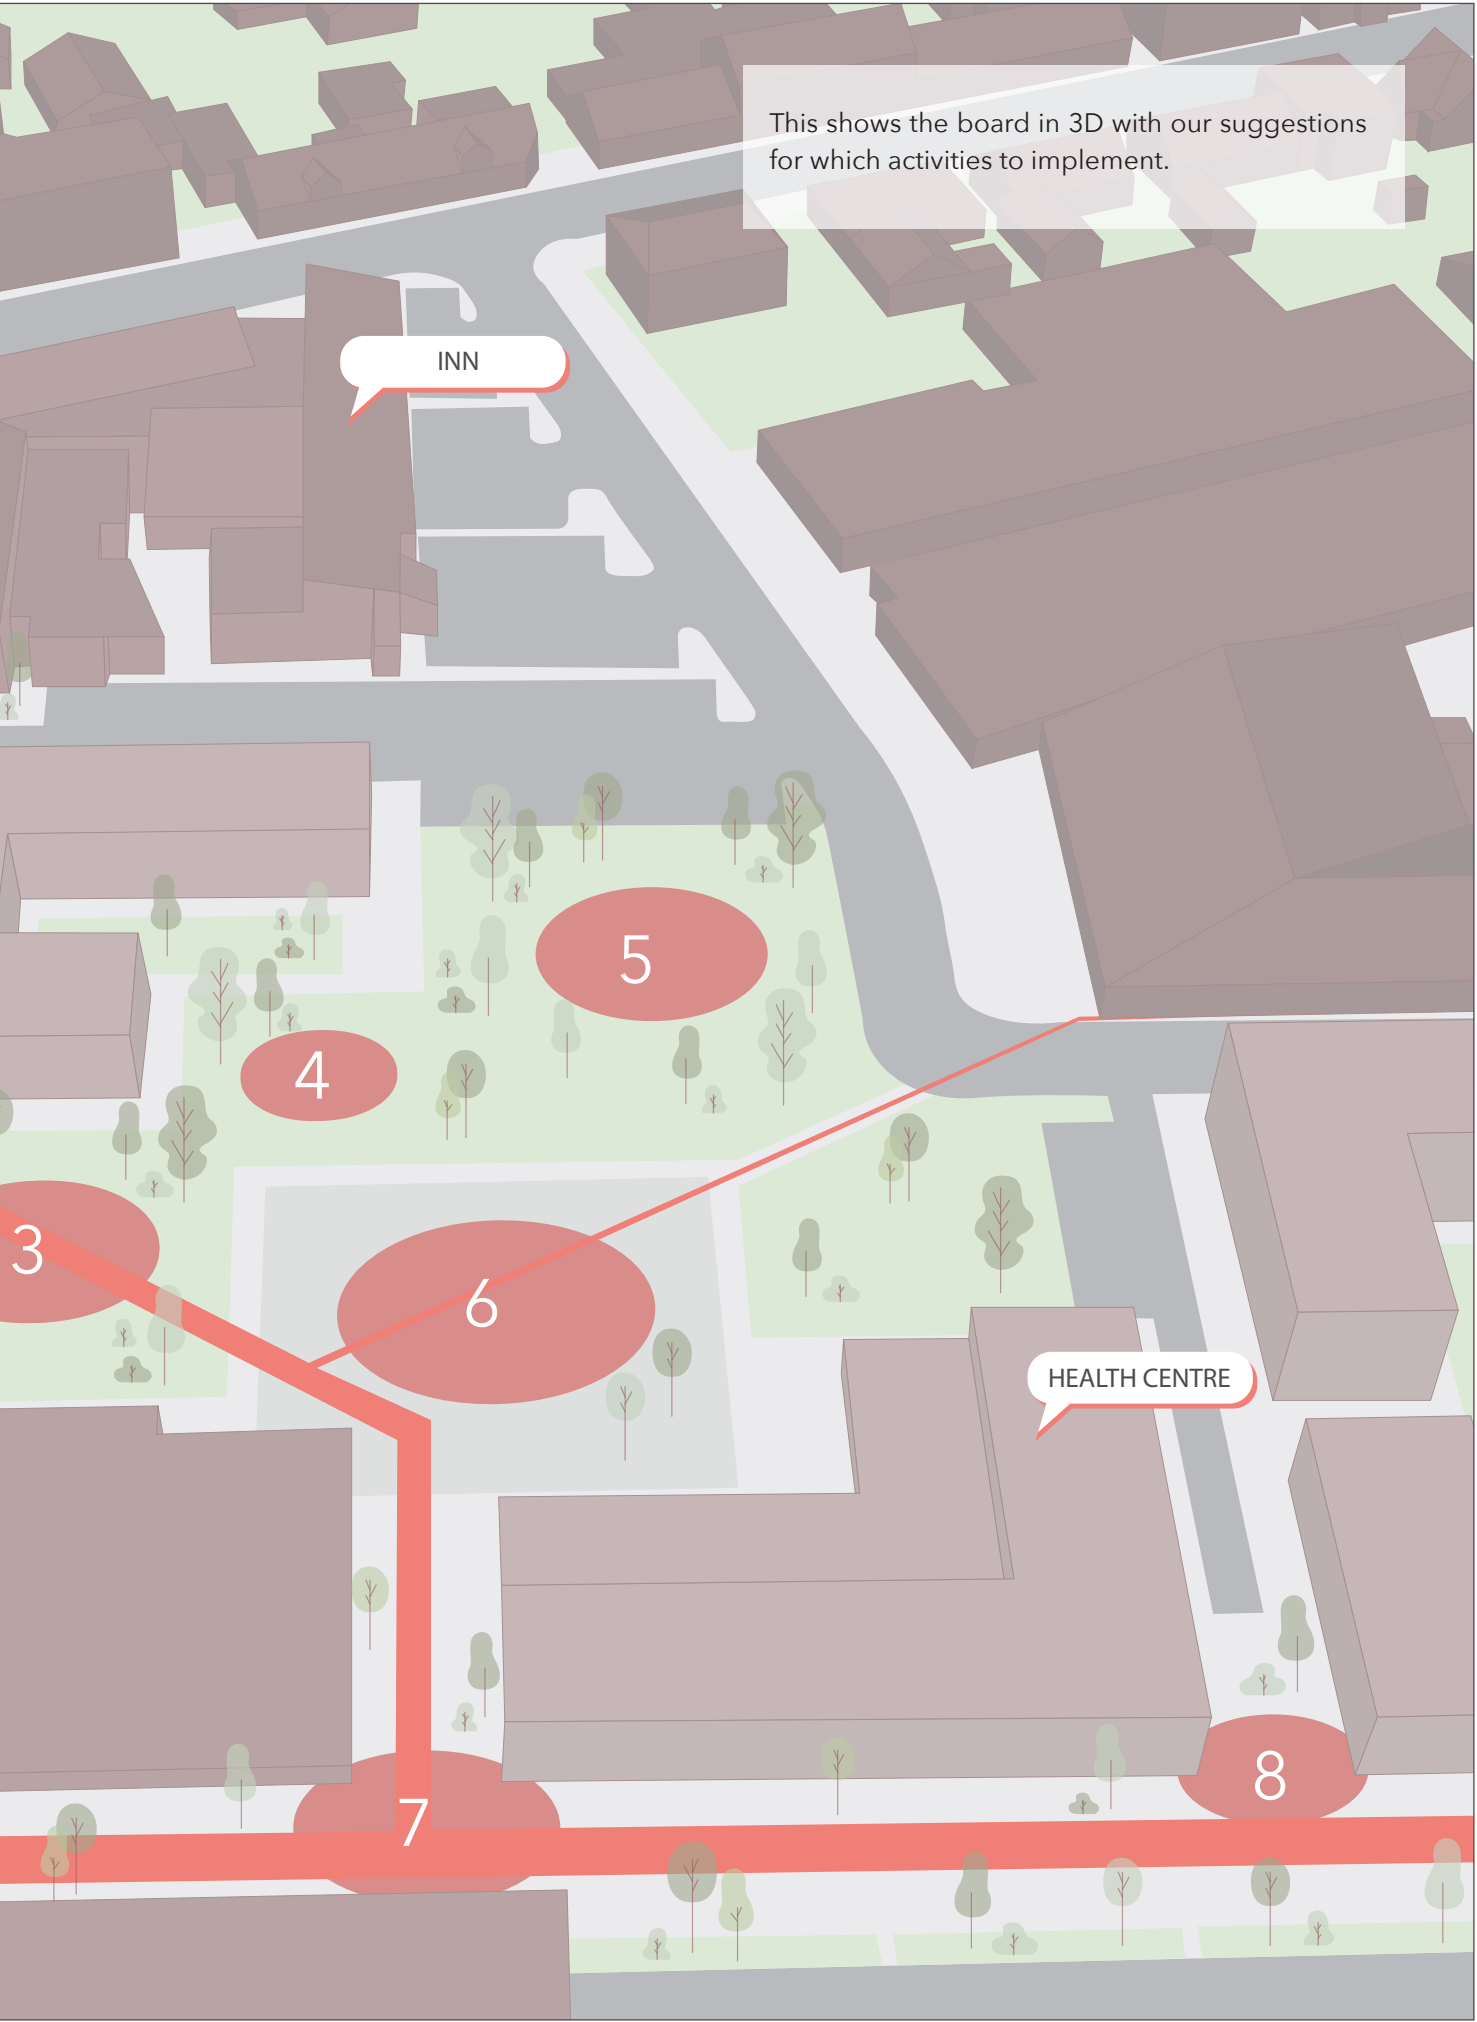 This shows the board in 3D with our suggestions
for which activities to implement.
INN
5
4
3
6
HEALTH CENTRE
7
8